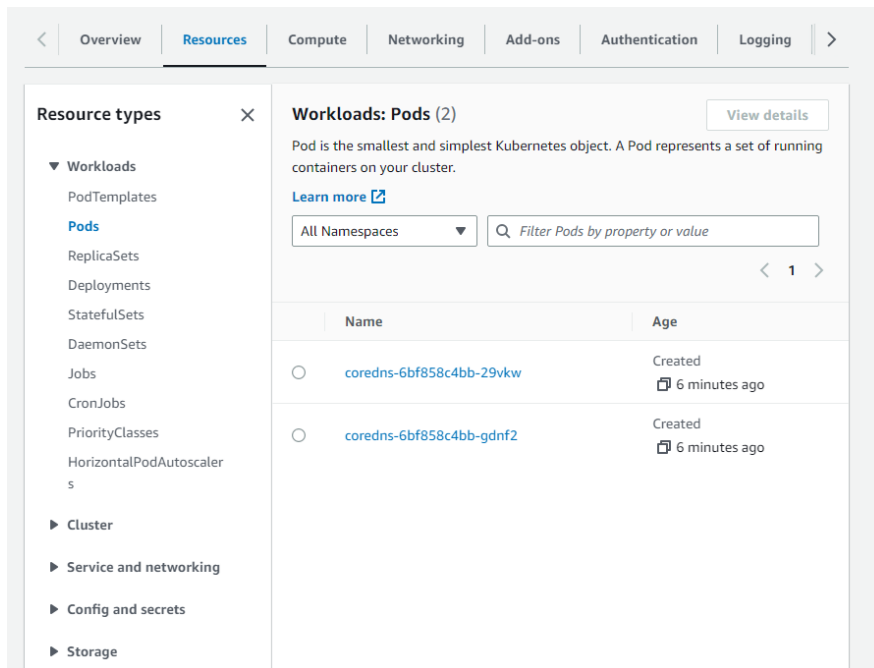 Overview Resources Compute Networking Add-ons Authentication Logging
Resource types
Workloads
PodTemplates
Pods
ReplicaSets
Deployments
StatefulSets
DaemonSets
Jobs
CronJobs
PriorityClasses
HorizontalPodAutoscaler
s
Cluster
Service and networking
Config and secrets
Storage
Workloads: Pods (2)
View details
Pod is the smallest and simplest Kubernetes object. A Pod represents a set of running
containers on your cluster.
Learn more
All Namespaces
Filter Pods by property or value
1
Name Age
coredns-6bf858c4bb-29vkw
Created
6 minutes ago
coredns-6bf858c4bb-gdnf2
Created
6 minutes ago